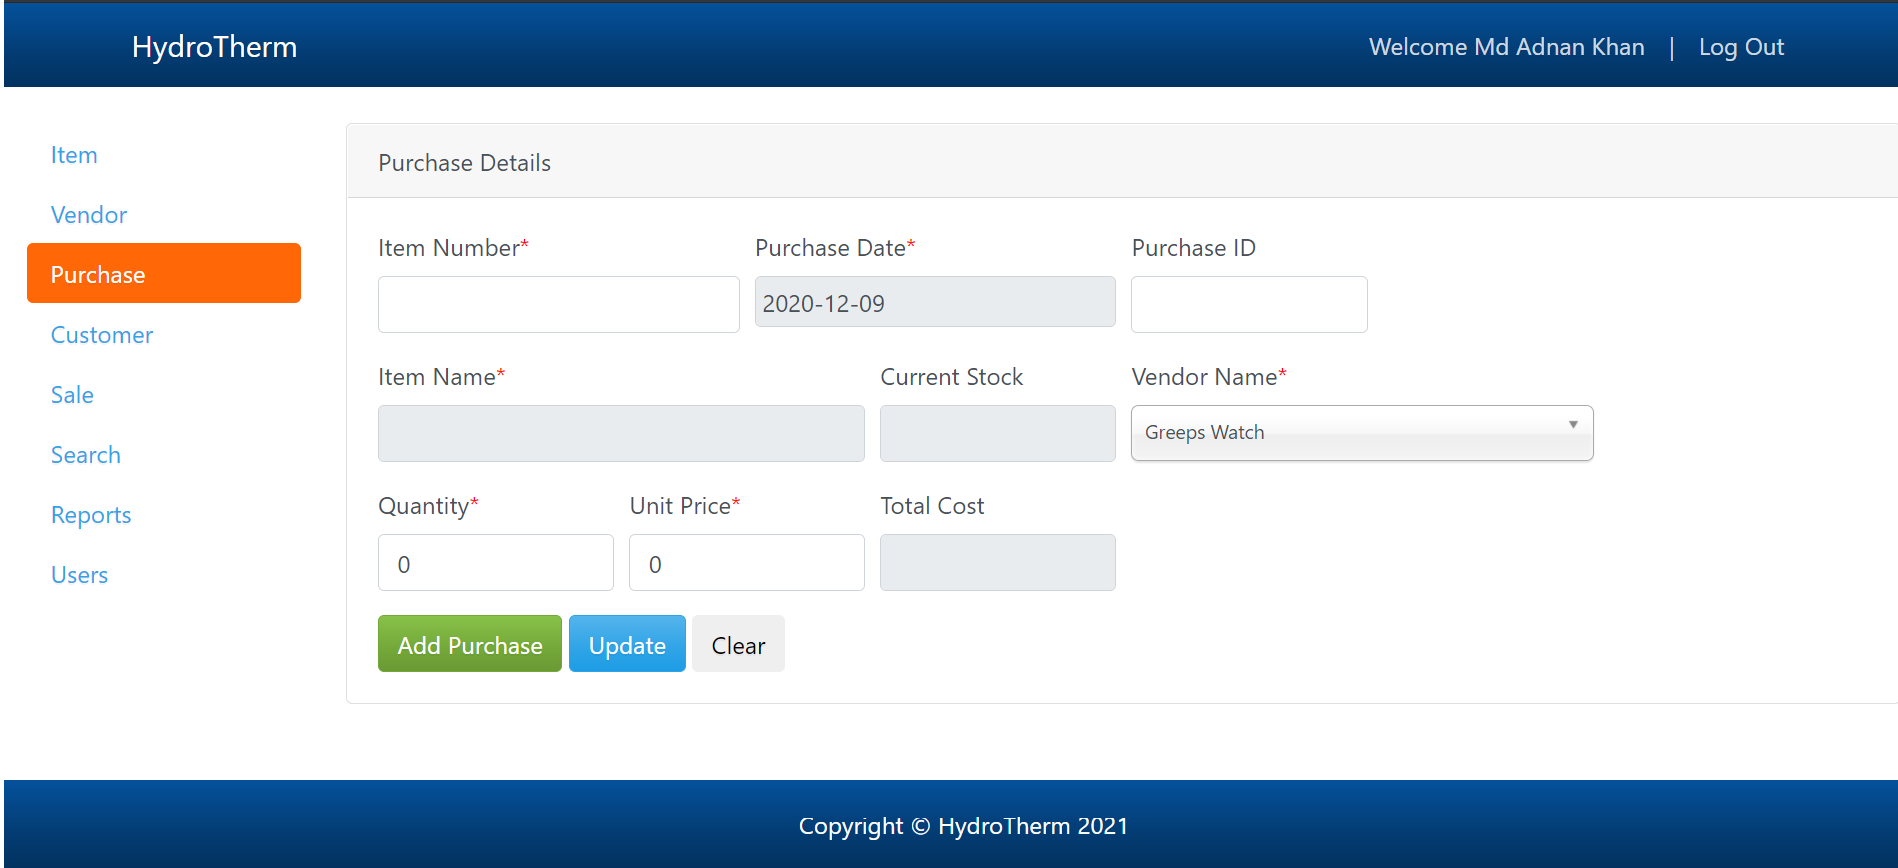 HydroTherm
Welcome Md Adnan Khan | Log Out
Item
Vendor
Purchase
Customer
Sale
Search
Reports
Users
Purchase Details
Item Number* Purchase Date* Purchase ID
2020-12-09
Item Name* Current Stock Vendor Name*
Greeps Watch
Quantity* Unit Price* Total Cost
0 0
Add Purchase Update Clear
Copyright © HydroTherm 2021